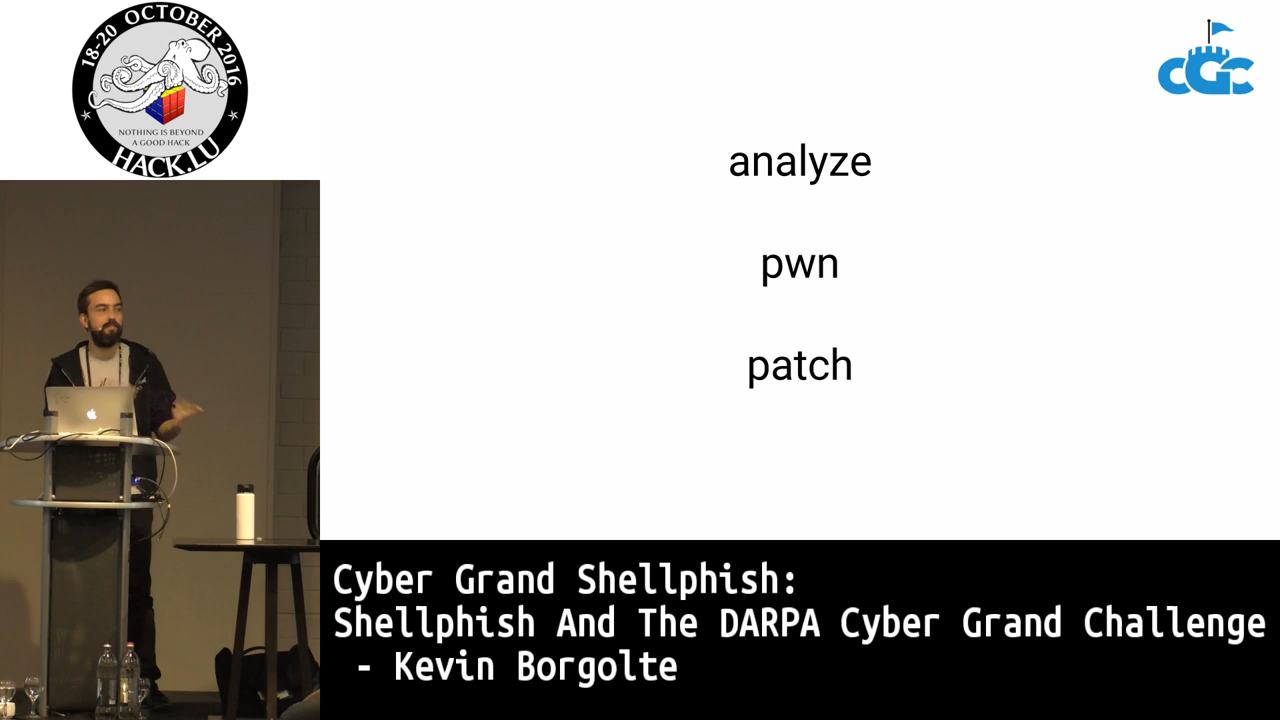 18-20 OCTOBER 2016
NOTHING IS BEYOND
A GOOD HACK
HACK.LU
CGC
analyze
pwn
patch
Cyber Grand Shellphish:
Shellphish And The DARPA Cyber Grand Challenge
- Kevin Borgolte